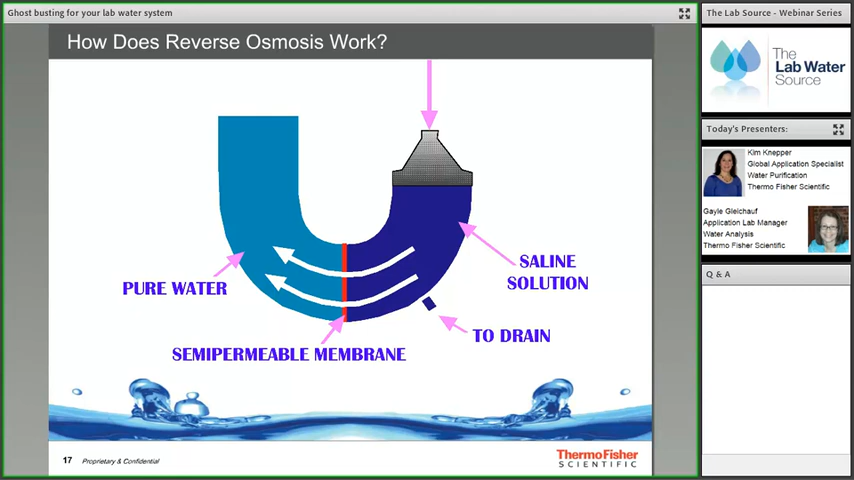 Ghost busting for your lab water system
How Does Reverse Osmosis Work?
PURE WATER
SALINE
SOLUTION
TO DRAIN
SEMIPERMEABLE MEMBRANE
17 Proprietary & Confidential
ThermoFisher
SCIENTIFIC
The Lab Source - Webinar Series
The
Lab Water
Source
Today's Presenters:
Kim Knepper
Global Application Specialist
Water Purification
Thermo Fisher Scientific
Gayle Gleichauf
Application Lab Manager
Water Analysis
Thermo Fisher Scientific
Q & A